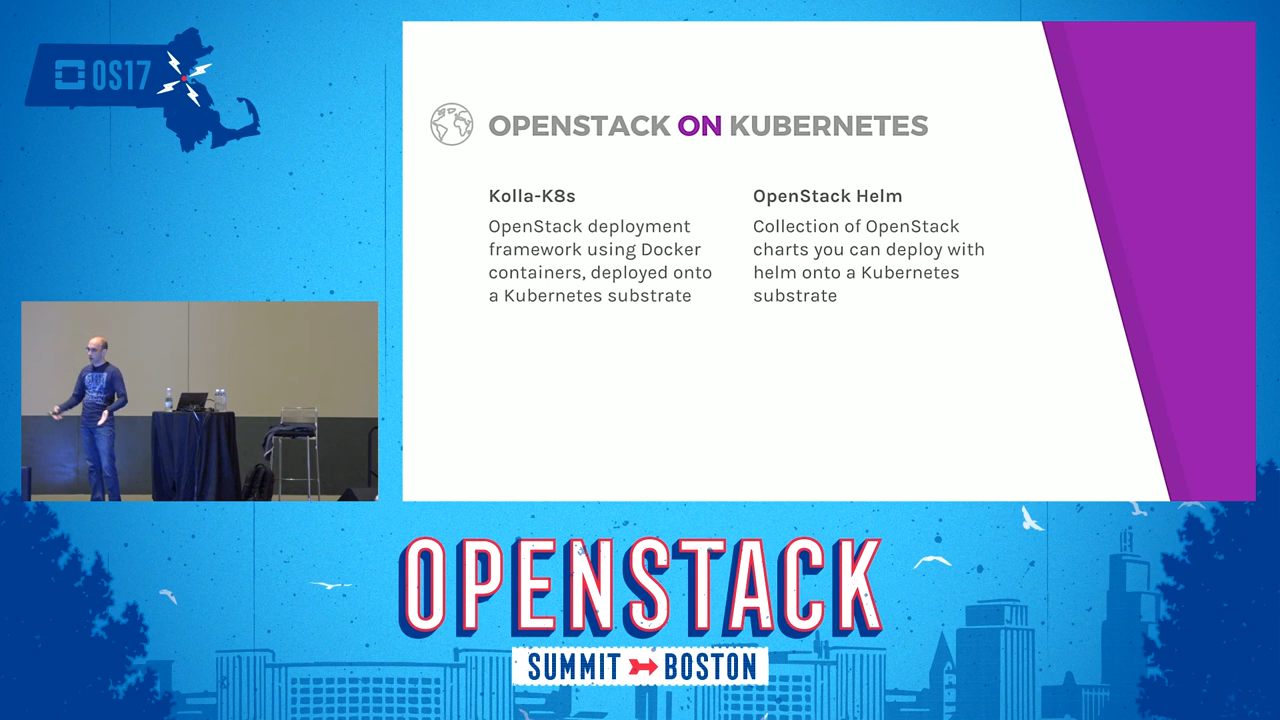 OS17
OPENSTACK ON KUBERNETES
Kolla-K8s
OpenStack deployment
framework using Docker
containers, deployed onto
a Kubernetes substrate
OpenStack Helm
Collection of OpenStack
charts you can deploy with
helm onto a Kubernetes
substrate
OPENSTACK
SUMMIT BOSTON